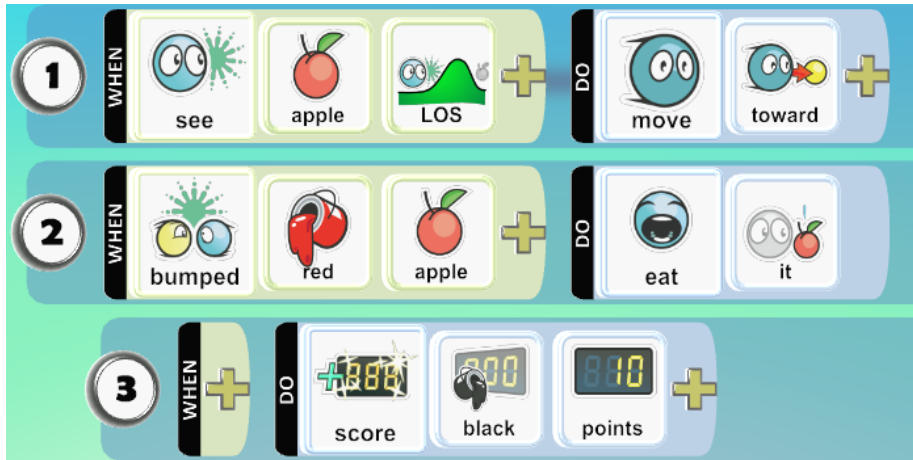 1 WHEN see apple LOS DO move toward
2 WHEN bumped red apple DO eat it
3 WHEN DO score black 10 points